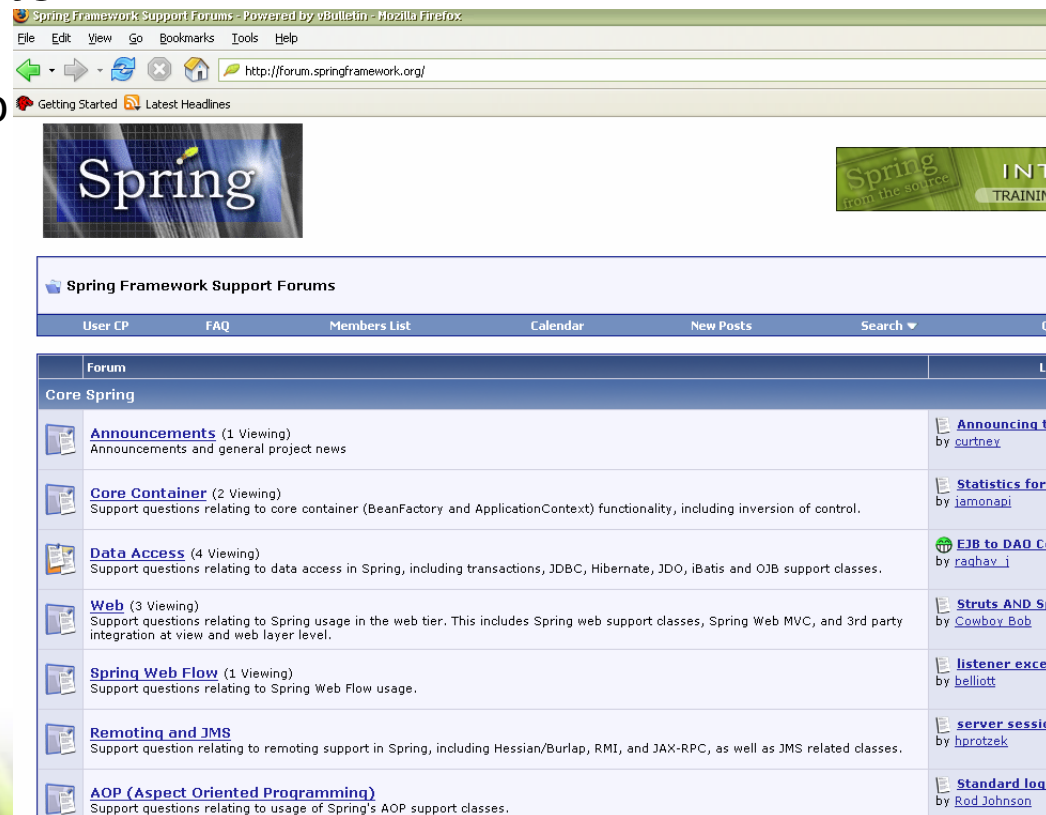 Spring Framework Support Forums - Powered by vBulletin - Mozilla Firefox
File Edit View Go Bookmarks Tools Help
http://forum.springframework.org/
Getting Started Latest Headlines
Spring
Spring
from the source
INT
TRAININ
Spring Framework Support Forums
User CP FAQ Members List Calendar New Posts Search
Forum L
Core Spring
Announcements (1 Viewing)
Announcements and general project news
Announcing t
by curtney
Core Container (2 Viewing)
Support questions relating to core container (BeanFactory and ApplicationContext) functionality, including inversion of control.
Statistics for
by jamonapi
Data Access (4 Viewing)
Support questions relating to data access in Spring, including transactions, JDBC, Hibernate, JDO, iBatis and OJB support classes.
EJB to DAO C
by raghav_j
Web (3 Viewing)
Support questions relating to Spring usage in the web tier. This includes Spring web support classes, Spring Web MVC, and 3rd party
integration at view and web layer level.
Struts AND S
by Cowboy Bob
Spring Web Flow (1 Viewing)
Support questions relating to Spring Web Flow usage.
listener exce
by belliott
Remoting and JMS
Support question relating to remoting support in Spring, including Hessian/Burlap, RMI, and JAX-RPC, as well as JMS related classes.
server sessi
by hprotzek
AOP (Aspect Oriented Programming)
Support questions relating to usage of Spring's AOP support classes.
Standard log
by Rod Johnson